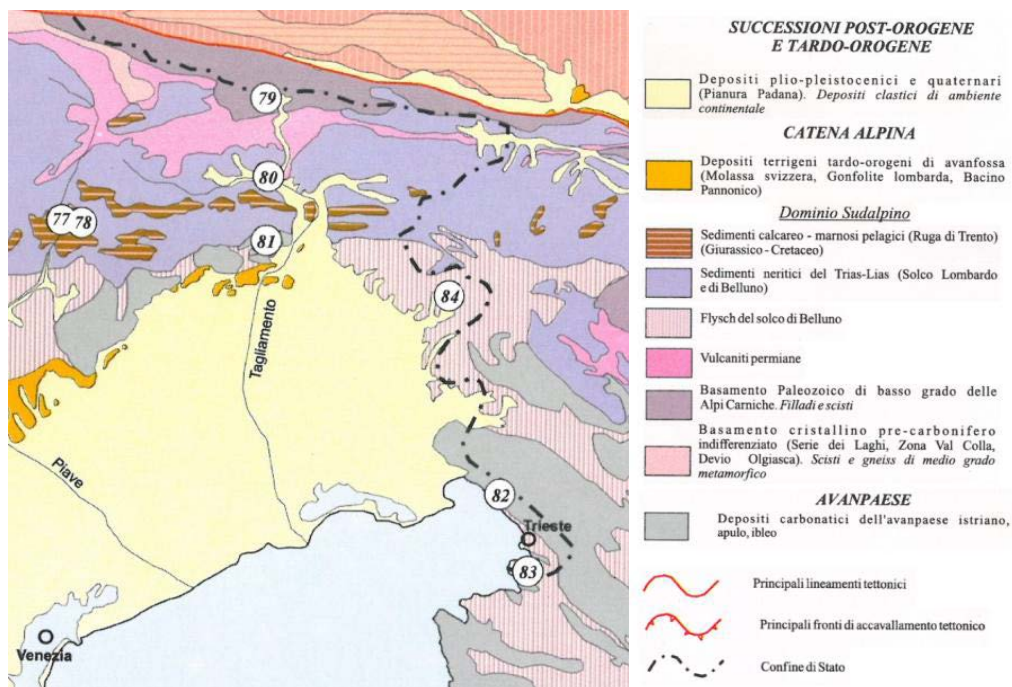 79
80
77 78
81
84
Tagliamento
Piave
82
Trieste
83
Venezia
SUCCESSIONI POST-OROGENE
E TARDO-OROGENE
Depositi plio-pleistocenici e quaternari
(Pianura Padana). Depositi clastici di ambiente
continentale
CATENA ALPINA
Depositi terrigeni tardo-orogeni di avanfossa
(Molassa svizzera, Gonfolite lombarda, Bacino
Pannonico)
Dominio Sudalpino
Sedimenti calcareo - marnosi pelagici (Ruga di Trento)
(Giurassico - Cretaceo)
Sedimenti neritici del Trias-Lias (Solco Lombardo
e di Belluno)
Flysch del solco di Belluno
Vulcaniti permiane
Basamento Paleozoico di basso grado delle
Alpi Carniche. Filladi e scisti
Basamento cristallino pre-carbonifero
indifferenziato (Serie dei Laghi, Zona Val Colla,
Devio Olgiasca). Scisti e gneiss di medio grado
metamorfico
AVANPAESE
Depositi carbonatici dell'avanpaese istriano,
apulo, ibleo
Principali lineamenti tettonici
Principali fronti di accavallamento tettonico
Confine di Stato